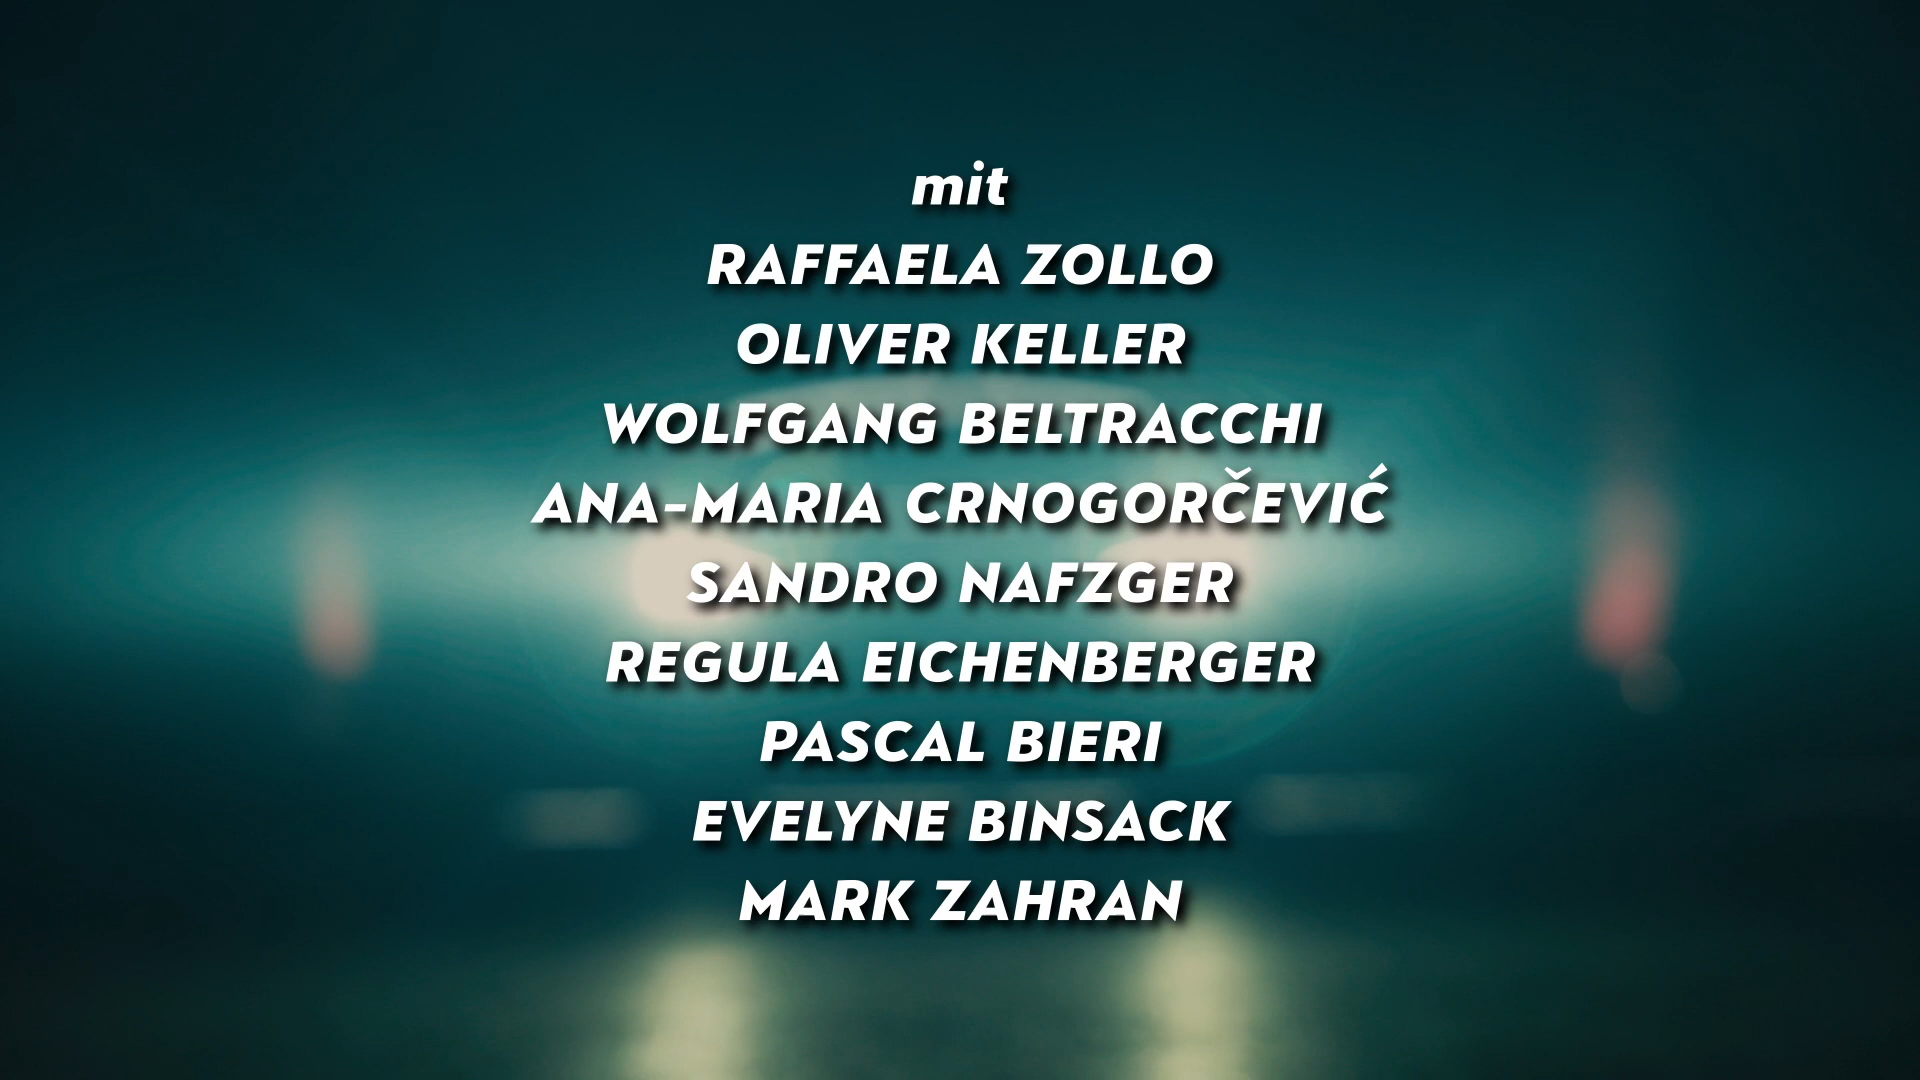 mit
RAFFAELA ZOLLO
OLIVER KELLER
WOLFGANG BELTRACCHI
ANA-MARIA CRNOGORČEVIĆ
SANDRO NAFZGER
REGULA EICHENBERGER
PASCAL BIERI
EVELYNE BINSACK
MARK ZAHRAN